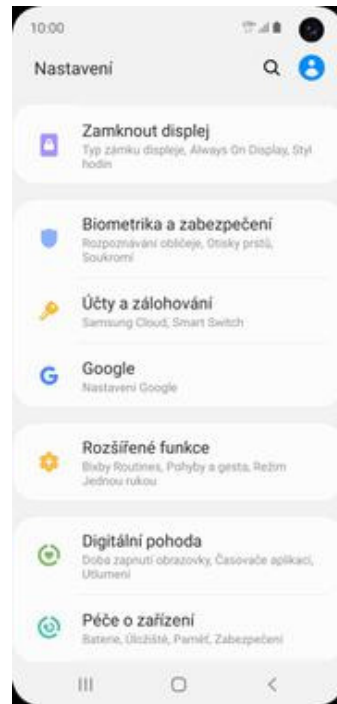 10:00
Nastavení
Zamknout displej
Typ zámku displeje, Always On Display, Styl
hodin
Biometrika a zabezpečení
Rozpoznávání obličeje, Otisky prstů,
Soukromí
Účty a zálohování
Samsung Cloud, Smart Switch
Google
Nastavení Google
Rozšířené funkce
Bixby Routines, Pohyby a gesta, Režim
Jednou rukou
Digitální pohoda
Doba zapnutí obrazovky, Časovače aplikací,
Utlumení
Péče o zařízení
Baterie, Úložiště, Paměť, Zabezpečení